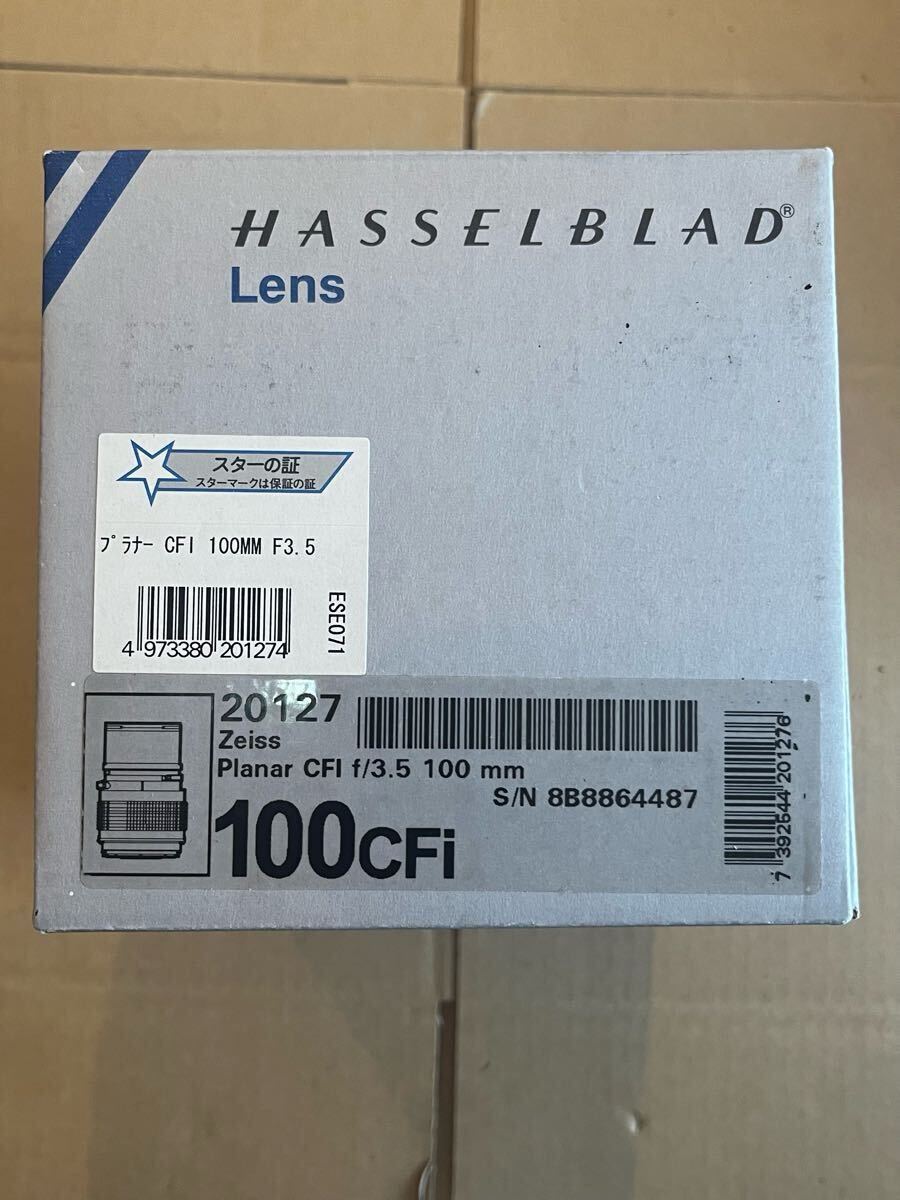 HASSELBLAD®
Lens
スターの証
スターマークは保証の証
プラナー CFI 100MM F3.5
4 973380 201274
ESE071
20127
Zeiss
Planar CFI f/3.5 100 mm
S/N 8B8864487
100CFi
7 392544 201276